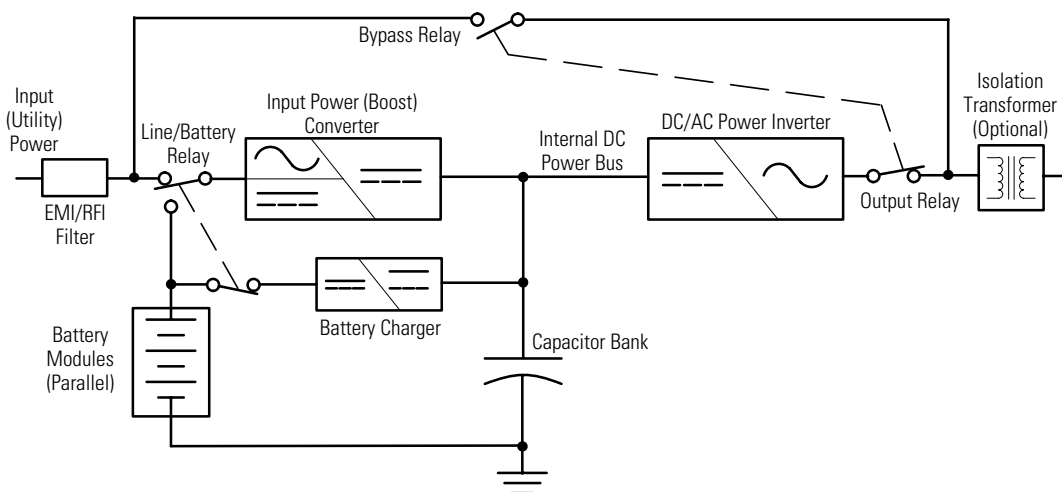 Bypass Relay
Input
(Utility)
Power
EMI/RFI
Filter
Line/Battery
Relay
Input Power (Boost)
Converter
Internal DC
Power Bus
DC/AC Power Inverter
Output Relay
Isolation
Transformer
(Optional)
Battery Charger
Battery
Modules
(Parallel)
Capacitor Bank